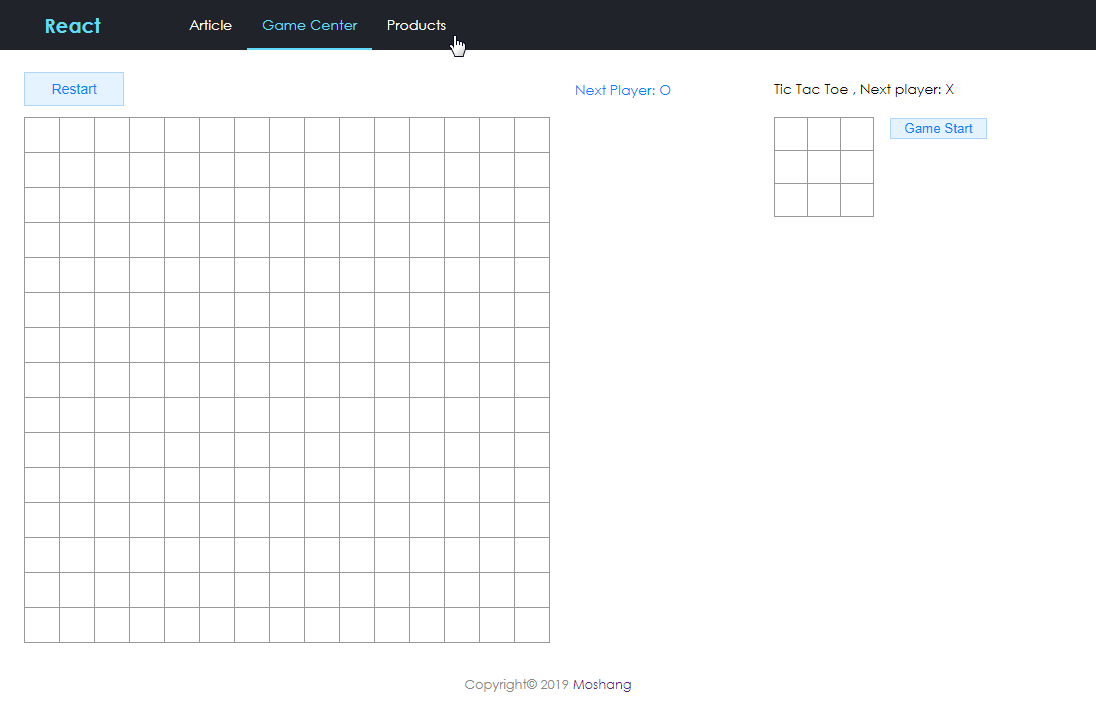 React Article Game Center Products
Restart
Next Player: O
Tic Tac Toe , Next player: X
Game Start
Copyright© 2019 Moshang